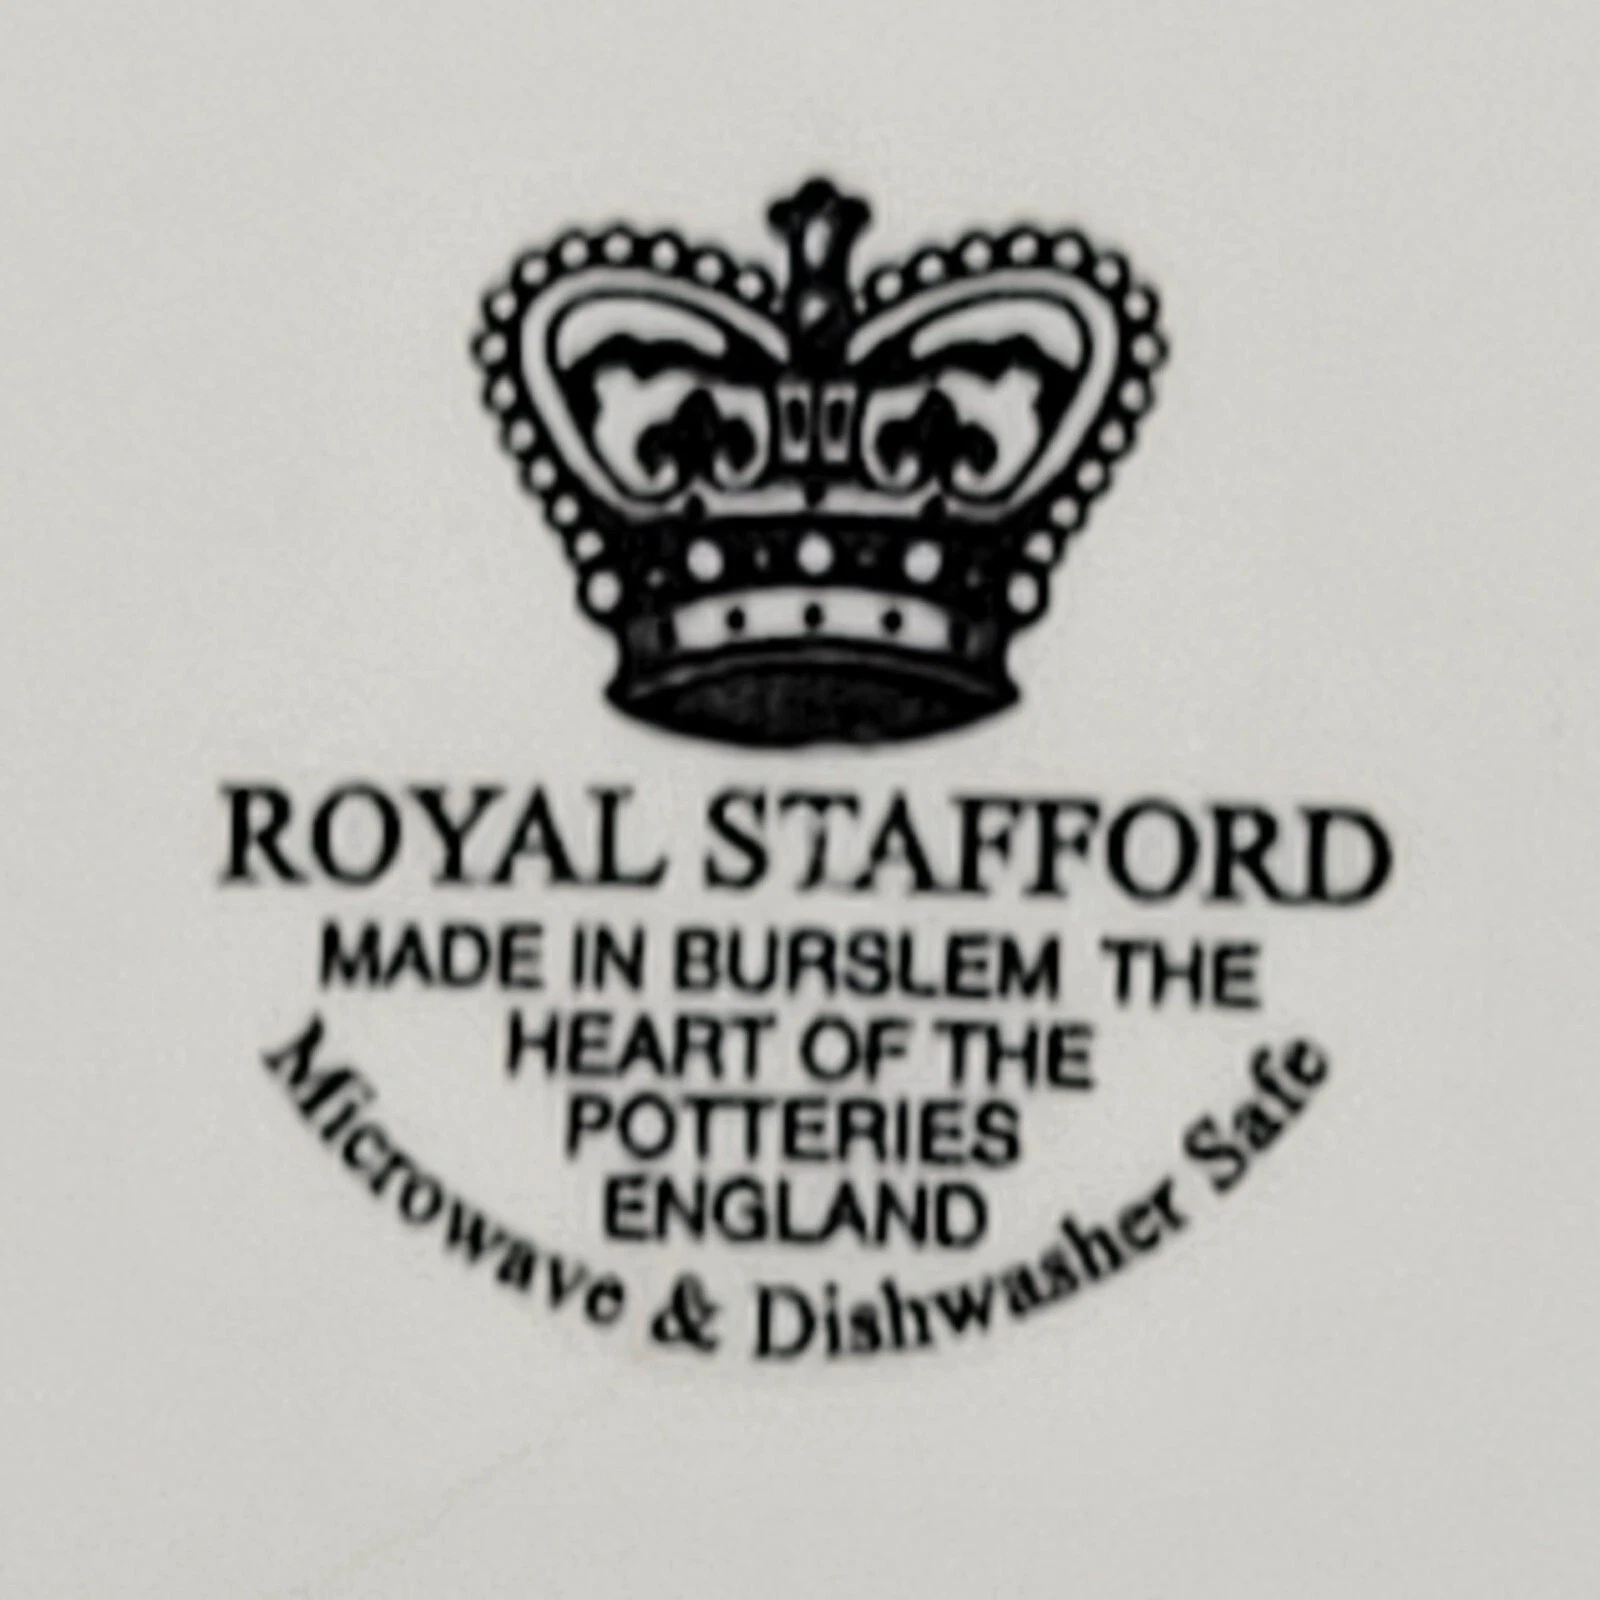 ROYAL STAFFORD
MADE IN BURSLEM THE
HEART OF THE
POTTERIES
ENGLAND
Microwave & Dishwasher Safe